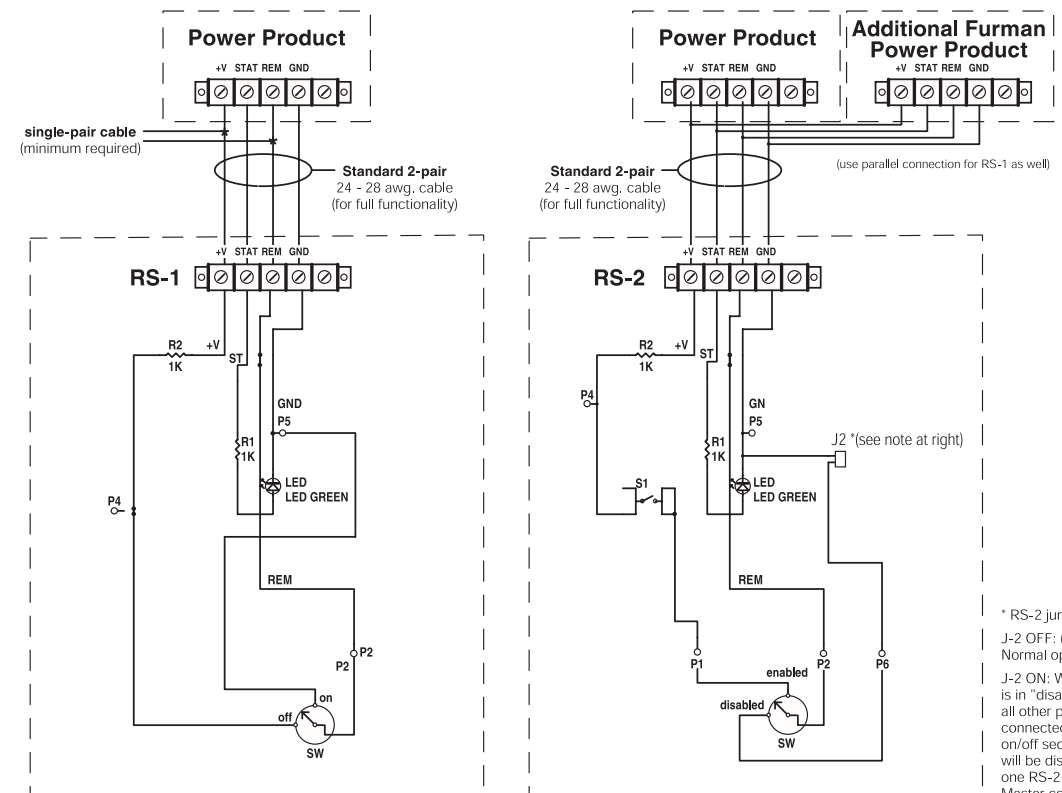 Power Product
+V STAT REM GND
single-pair cable
(minimum required)
Standard 2-pair
24 - 28 awg. cable
(for full functionality)
+V STAT REM GND
RS-1
R2
1K
+V
ST
GND
P5
R1
1K
LED
LED GREEN
P4
REM
P2
P2
on
off
SW
Power Product
+V STAT REM GND
Additional Furman
Power Product
+V STAT REM GND
(use parallel connection for RS-1 as well)
Standard 2-pair
24 - 28 awg. cable
(for full functionality)
+V STAT REM GND
RS-2
R2
1K
+V
ST
P4
GN
P5
R1
1K
J2 *(see note at right)
LED
LED GREEN
S1
REM
P1
P2
P6
enabled
disabled
SW
* RS-2
J-2 OFF:
Normal
J-2 ON:
is in
all other
connected
on/off
will be
one RS-2